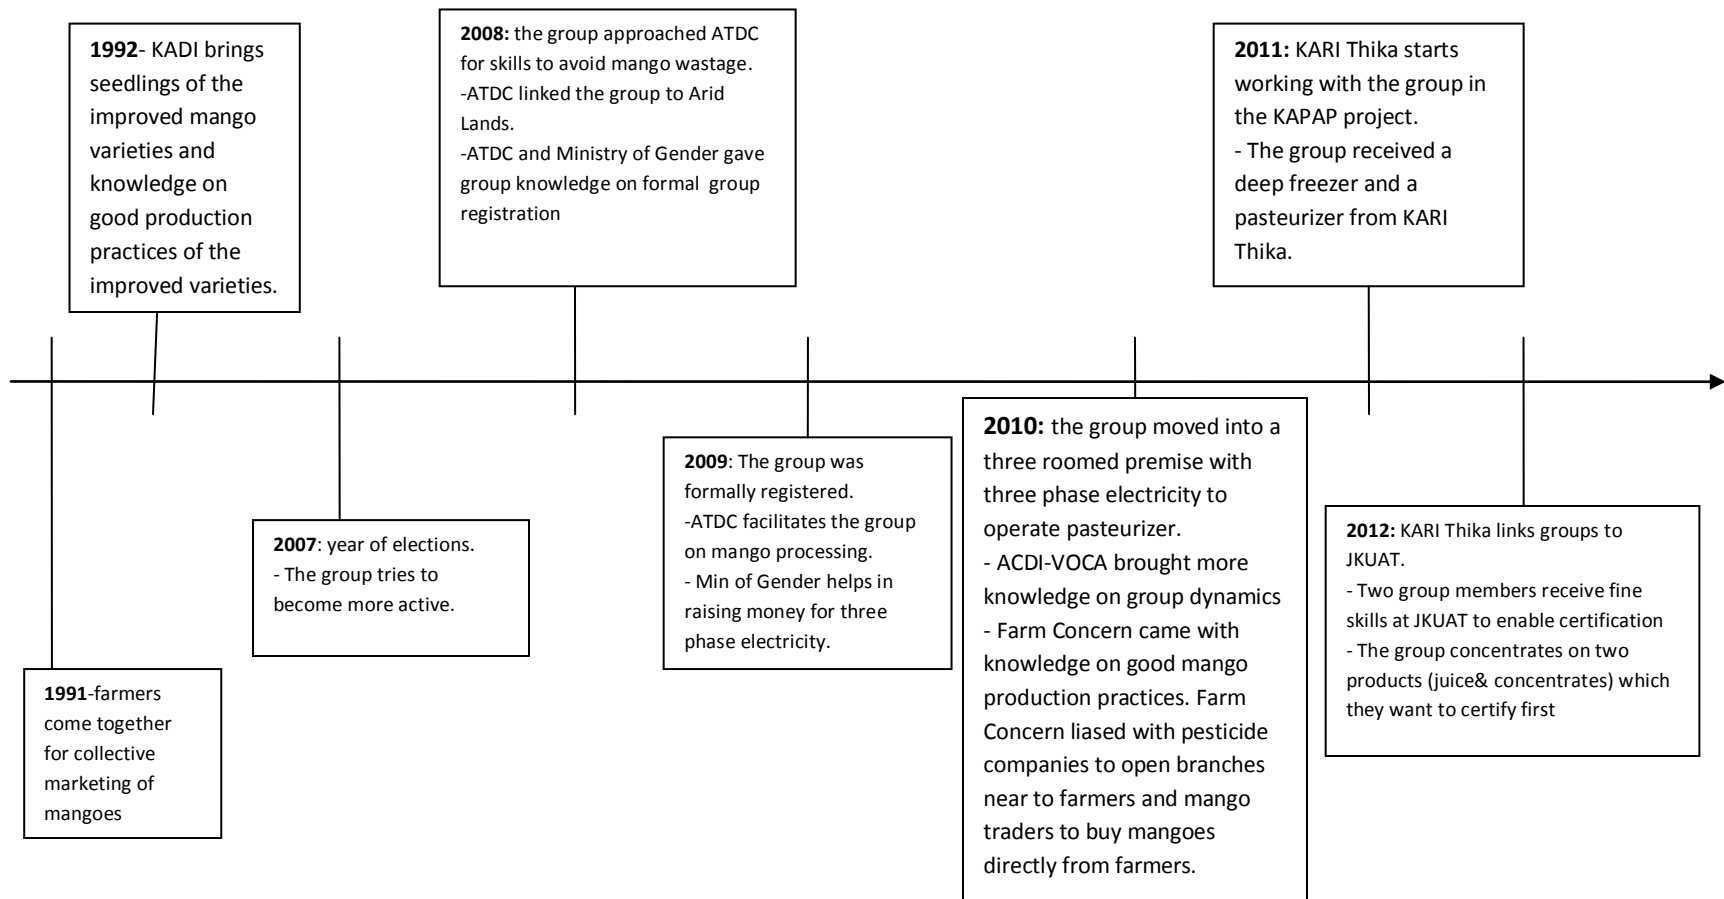 1992- KADI brings
seedlings of the
improved mango
varieties and
knowledge on
good production
practices of the
improved varieties.
2008: the group approached ATDC
for skills to avoid mango wastage.
-ATDC linked the group to Arid
Lands.
-ATDC and Ministry of Gender gave
group knowledge on formal group
registration
2011: KARI Thika starts
working with the group in
the KAPAP project.
- The group received a
deep freezer and a
pasteurizer from KARI
Thika.
1991-farmers
come together
for collective
marketing of
mangoes
2007: year of elections.
- The group tries to
become more active.
2009: The group was
formally registered.
-ATDC facilitates the group
on mango processing.
- Min of Gender helps in
raising money for three
phase electricity.
2010: the group moved into a
three roomed premise with
three phase electricity to
operate pasteurizer.
- ACDI-VOCA brought more
knowledge on group dynamics
- Farm Concern came with
knowledge on good mango
production practices. Farm
Concern liased with pesticide
companies to open branches
near to farmers and mango
traders to buy mangoes
directly from farmers.
2012: KARI Thika links groups to
JKUAT.
- Two group members receive fine
skills at JKUAT to enable certification
- The group concentrates on two
products (juice& concentrates) which
they want to certify first